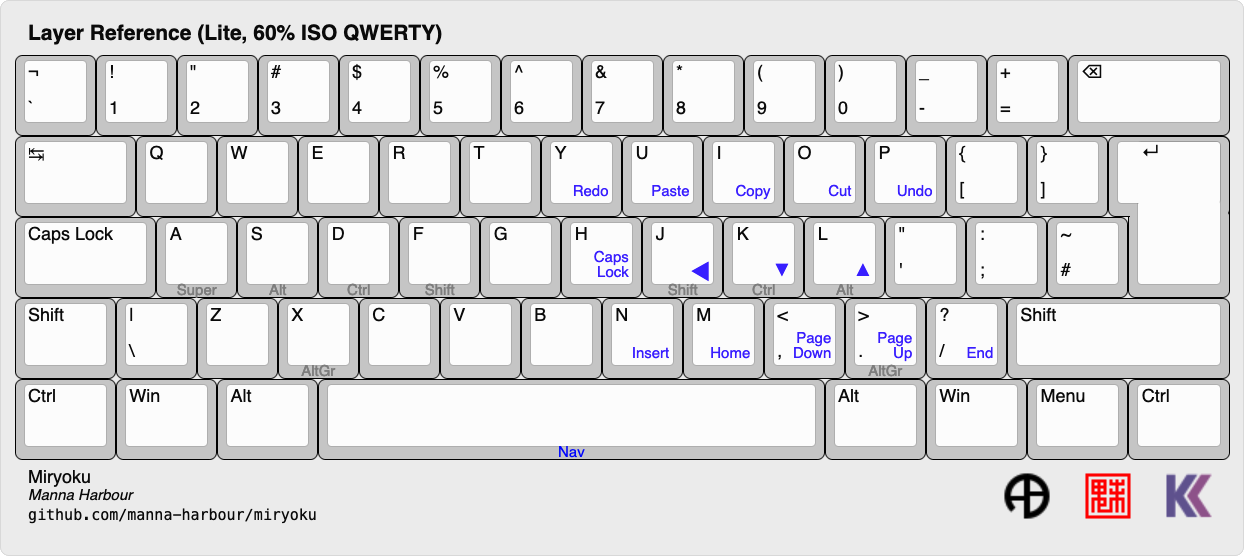 Layer Reference (Lite, 60% ISO QWERTY)
¬ ! " # $ % ^ & * ( ) _ + ⌫
` 1 2 3 4 5 6 7 8 9 0 - =
↹ Q W E R T Y U I O P { } ↵
Redo Paste Copy Cut Undo [ ]
Caps Lock A S D F G H J K L " : ~
Caps
Lock ◀ ▼ ▲ ' ; #
Super Alt Ctrl Shift Shift Ctrl Alt
Shift | Z X C V B N M < > ? Shift
Page Page
\ Insert Home , Down . Up / End
AltGr AltGr
Ctrl Win Alt Alt Win Menu Ctrl
Nav
Miryoku
Manna Harbour
github.com/manna-harbour/miryoku